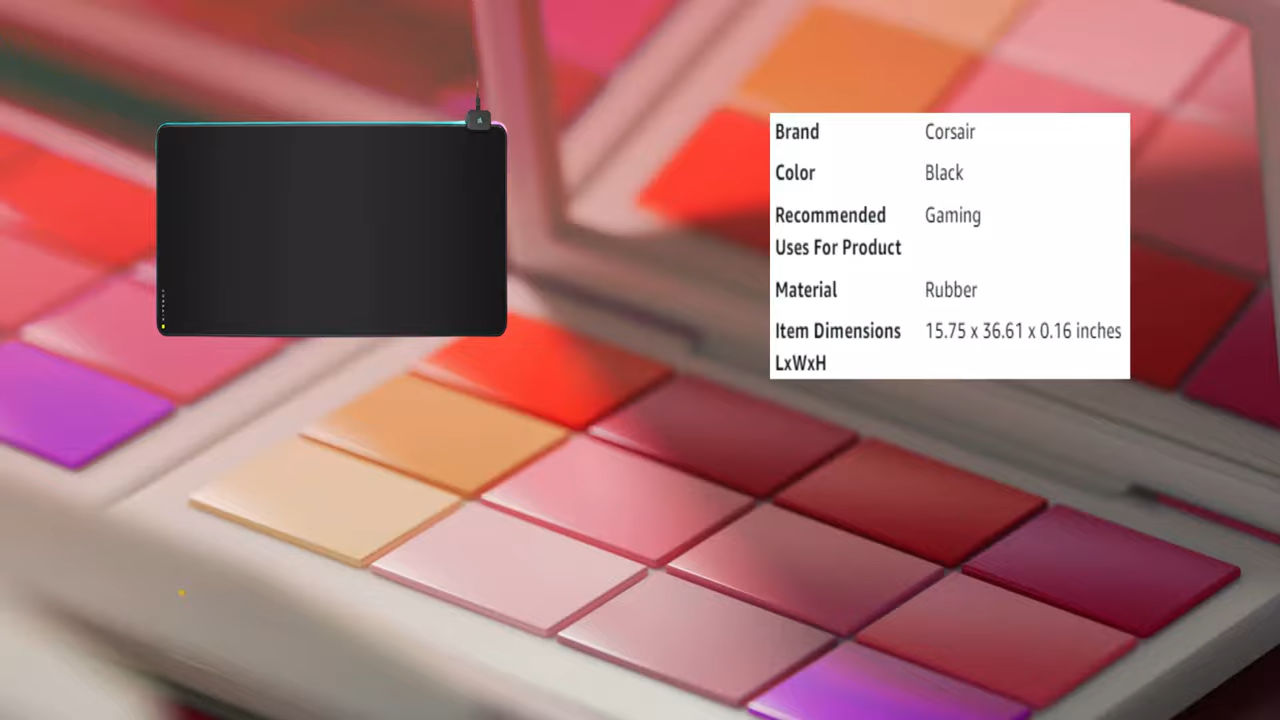 Brand Corsair
Color Black
Recommended Gaming
Uses For Product
Material Rubber
Item Dimensions 15.75 x 36.61 x 0.16 inches
LxWxH